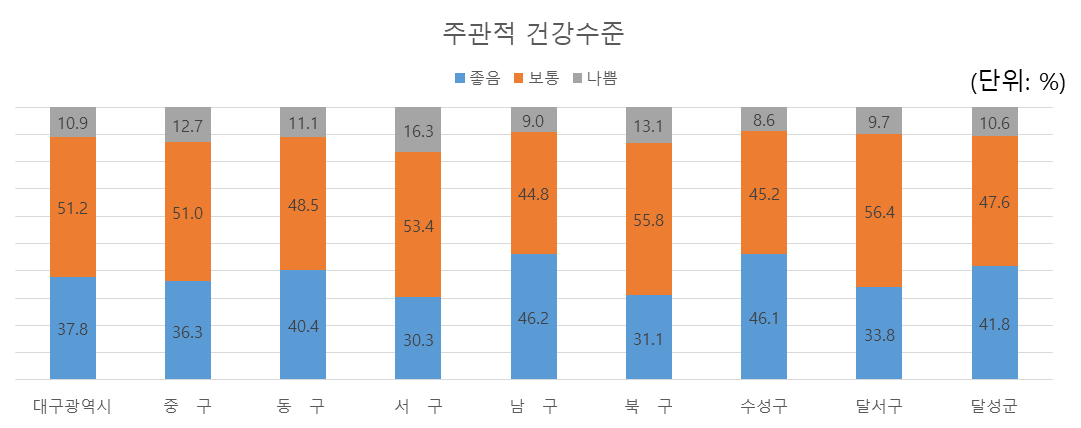 주관적 건강수준
좋음 보통 나쁨
(단위: %)
10.9 12.7 11.1 16.3 9.0 13.1 8.6 9.7 10.6
51.2 51.0 48.5 53.4 44.8 55.8 45.2 56.4 47.6
37.8 36.3 40.4 30.3 46.2 31.1 46.1 33.8 41.8
대구광역시 중 구 동 구 서 구 남 구 북 구 수성구 달서구 달성군